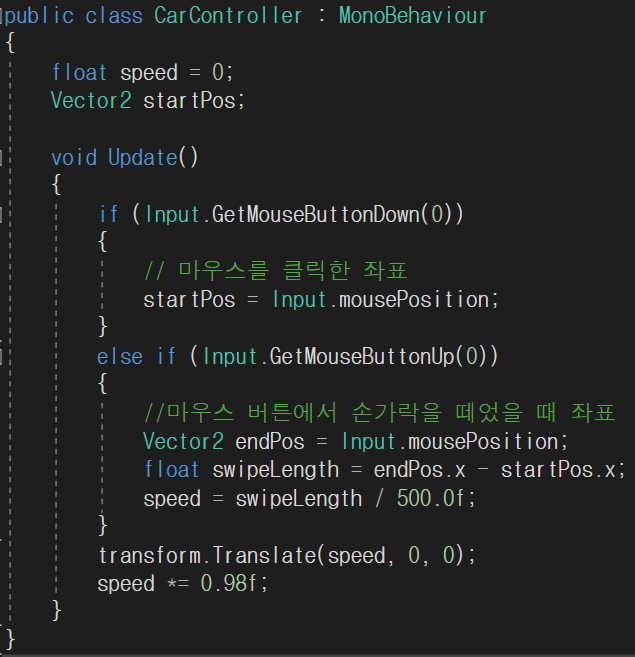 public class CarController : MonoBehaviour
{
    float speed = 0;
    Vector2 startPos;

    void Update()
    {
        if (Input.GetMouseButtonDown(0))
        {
            // 마우스를 클릭한 좌표
            startPos = Input.mousePosition;
        }
        else if (Input.GetMouseButtonUp(0))
        {
            //마우스 버튼에서 손가락을 떼었을 때 좌표
            Vector2 endPos = Input.mousePosition;
            float swipeLength = endPos.x - startPos.x;
            speed = swipeLength / 500.0f;
        }
        transform.Translate(speed, 0, 0);
        speed *= 0.98f;
    }
}